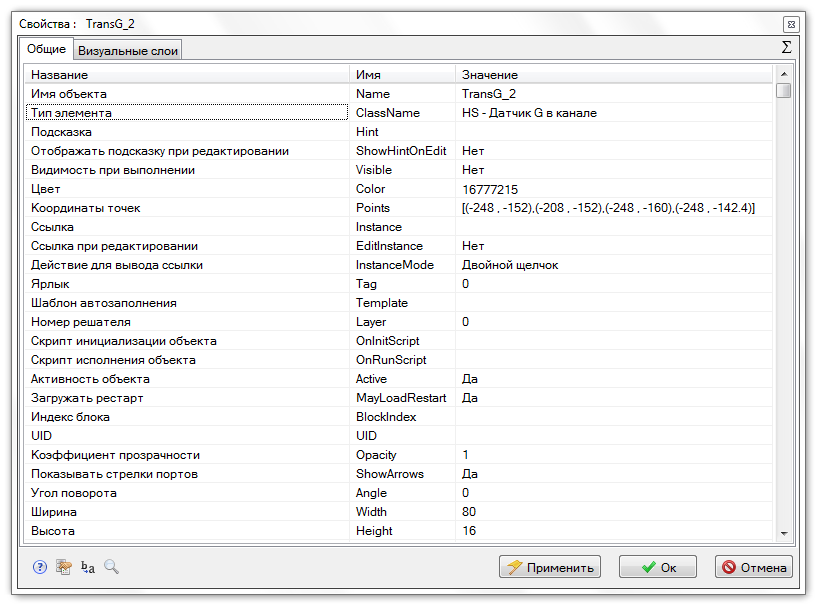 Свойства : TransG_2
Общие Визуальные слои Σ
Название Имя Значение
Имя объекта Name TransG_2
Тип элемента ClassName HS - Датчик G в канале
Подсказка Hint
Отображать подсказку при редактировании ShowHintOnEdit Нет
Видимость при выполнении Visible Нет
Цвет Color 16777215
Координаты точек Points [(-248 , -152),(-208 , -152),(-248 , -160),(-248 , -142.4)]
Ссылка Instance
Ссылка при редактировании EditInstance Нет
Действие для вывода ссылки InstanceMode Двойной щелчок
Ярлык Tag 0
Шаблон автозаполнения Template
Номер решателя Layer 0
Скрипт инициализации объекта OnInitScript
Скрипт исполнения объекта OnRunScript
Активность объекта Active Да
Загружать рестарт MayLoadRestart Да
Индекс блока BlockIndex
UID UID
Коэффициент прозрачности Opacity 1
Показывать стрелки портов ShowArrows Да
Угол поворота Angle 0
Ширина Width 80
Высота Height 16
? b a Применить Ок Отмена